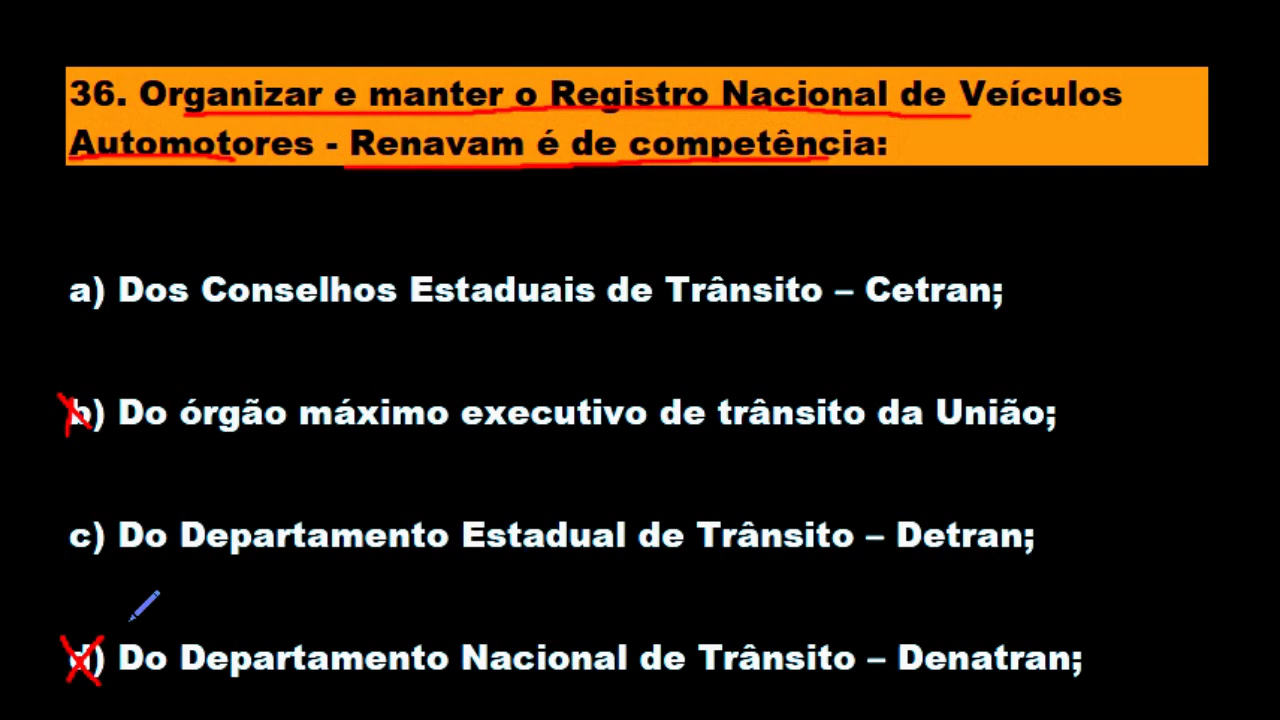 36. Organizar e manter o Registro Nacional de Veículos
Automotores - Renavam é de competência:
a) Dos Conselhos Estaduais de Trânsito – Cetran;
b) Do órgão máximo executivo de trânsito da União;
c) Do Departamento Estadual de Trânsito – Detran;
d) Do Departamento Nacional de Trânsito – Denatran;